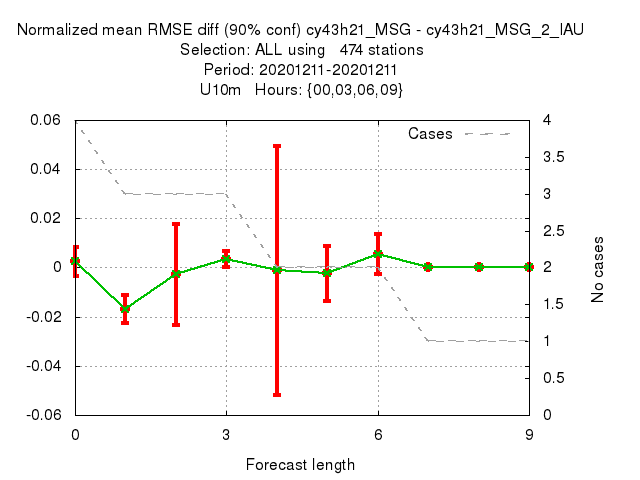 Normalized mean RMSE diff (90% conf) cy43h21_MSG - cy43h21_MSG_2_IAU
Selection: ALL using   474 stations
Period: 20201211-20201211
U10m   Hours: {00,03,06,09}
Cases
0.06
0.04
0.02
0
-0.02
-0.04
-0.06
4
3.5
3
2.5
2
1.5
1
0.5
0
No cases
0 3 6 9
Forecast length